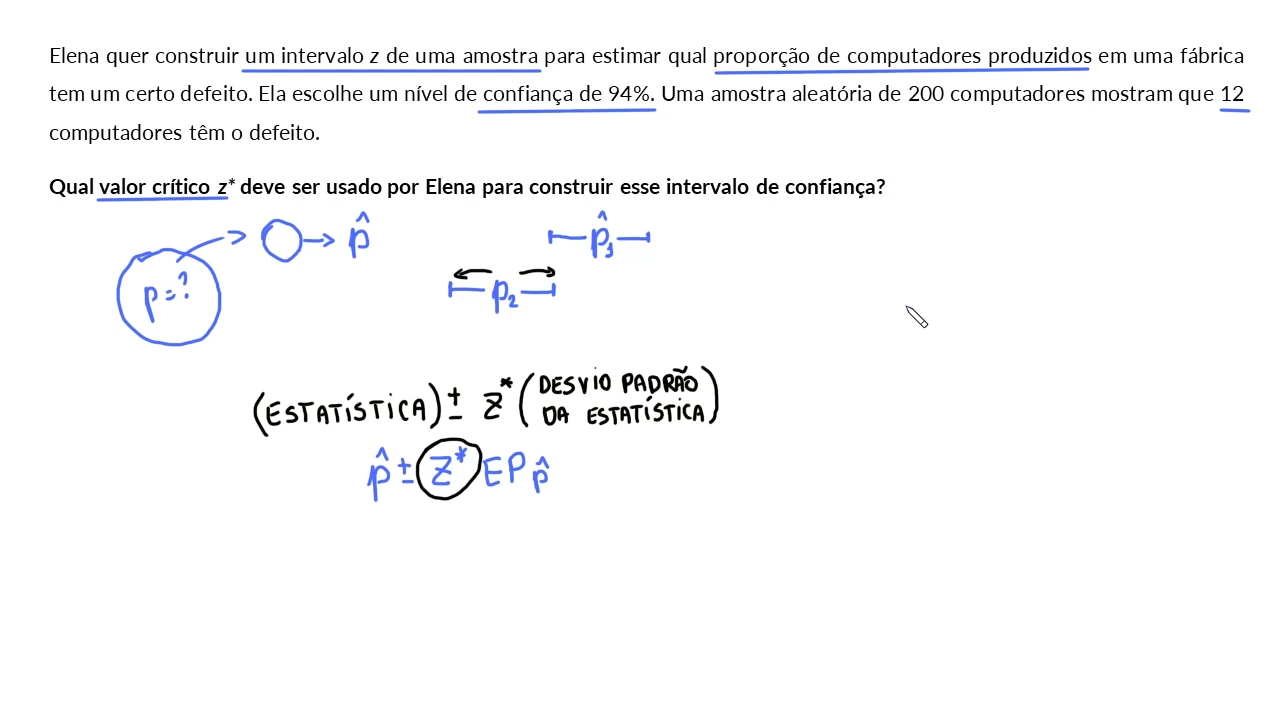 Elena quer construir um intervalo z de uma amostra para estimar qual proporção de computadores produzidos em uma fábrica
tem um certo defeito. Ela escolhe um nível de confiança de 94%. Uma amostra aleatória de 200 computadores mostram que 12
computadores têm o defeito.
Qual valor crítico z* deve ser usado por Elena para construir esse intervalo de confiança?
p=?
p̂
p̂₁
p₂
(ESTATÍSTICA) ± Z* (DESVIO PADRÃO
DA ESTATÍSTICA)
p̂ ± Z* EP p̂